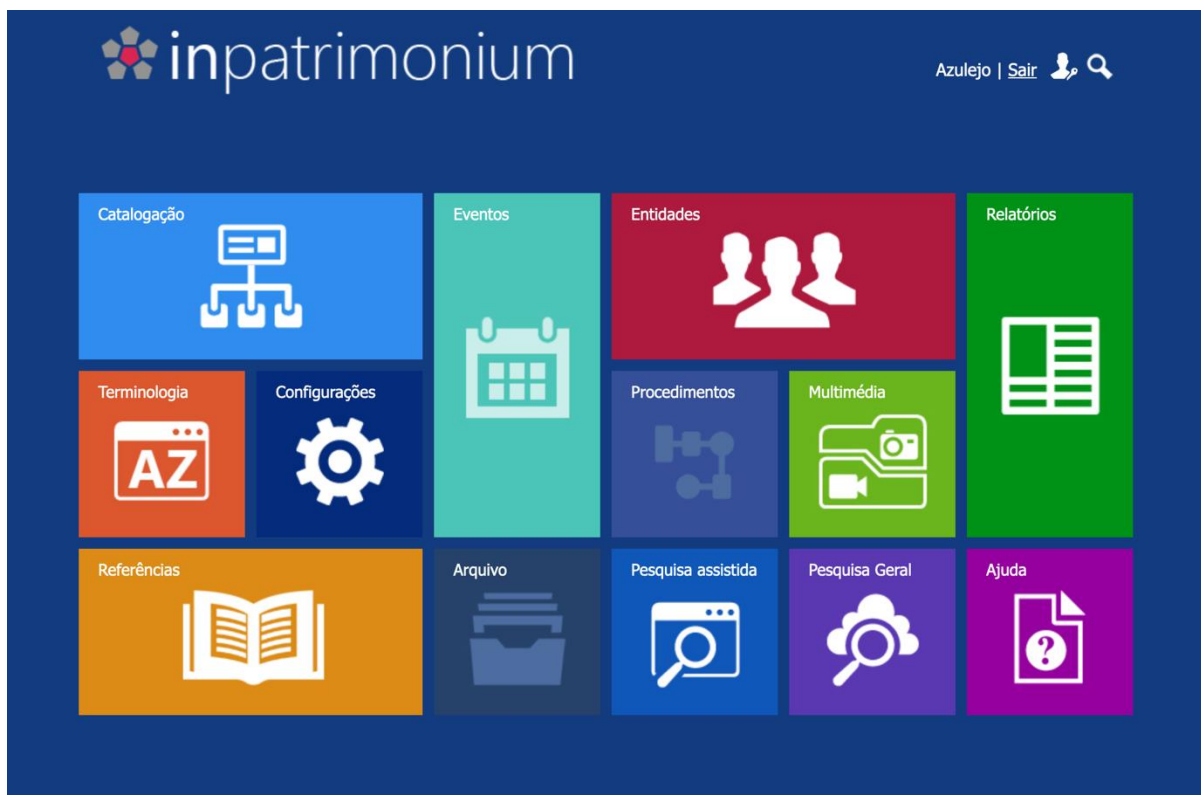 inpatrimonium
Azulejo | Sair
Catalogação
Eventos
Entidades
Relatórios
Terminologia
Configurações
Procedimentos
Multimédia
AZ
Referências
Arquivo
Pesquisa assistida
Pesquisa Geral
Ajuda
?